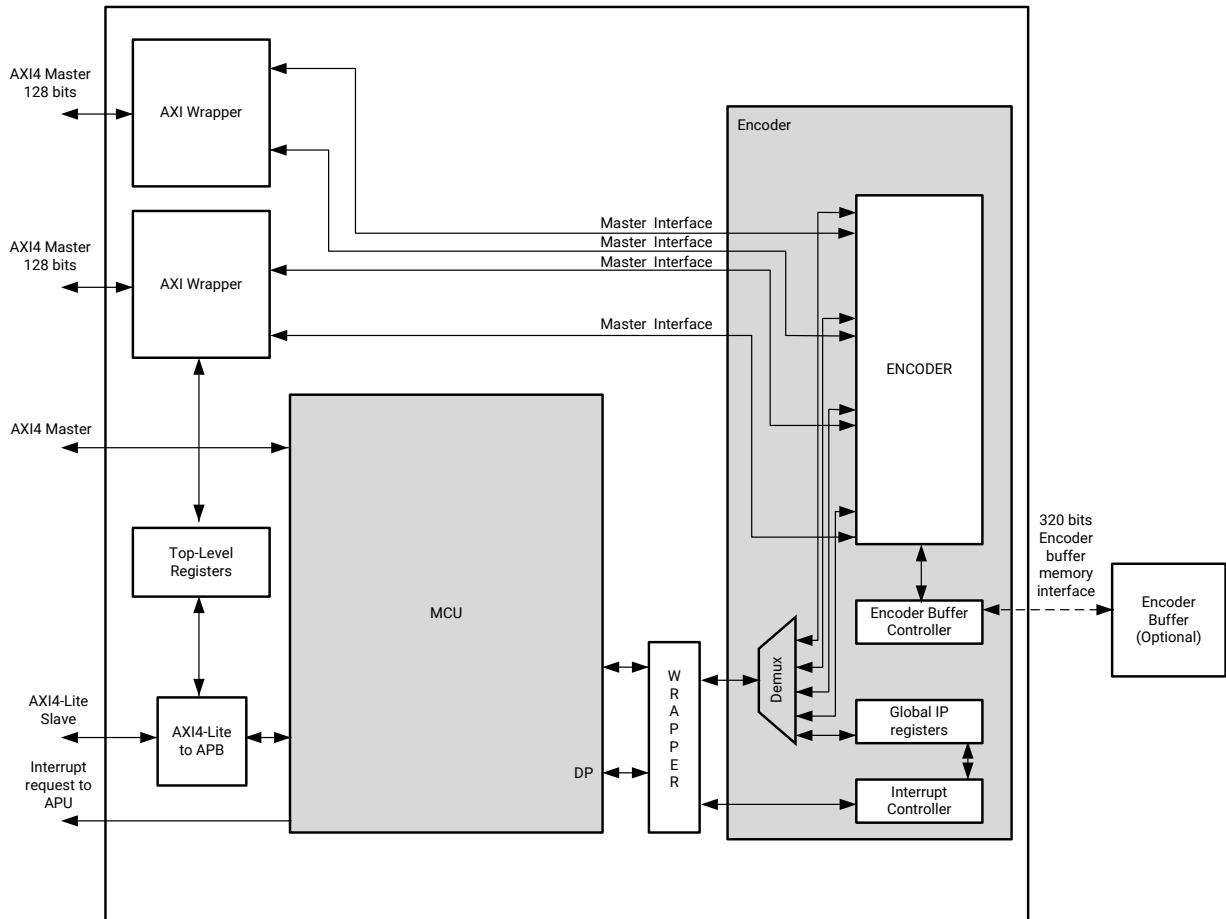 AXI4 Master
128 bits
AXI Wrapper
Encoder
AXI4 Master
128 bits
AXI Wrapper
Master Interface
Master Interface
Master Interface
Master Interface
ENCODER
AXI4 Master
MCU
Top-Level
Registers
320 bits
Encoder
buffer
memory
interface
Encoder
Buffer
(Optional)
Encoder Buffer
Controller
Demux
W
R
A
P
P
E
R
AXI4-Lite
Slave
AXI4-Lite
to APB
Global IP
registers
DP
Interrupt
request to
APU
Interrupt
Controller